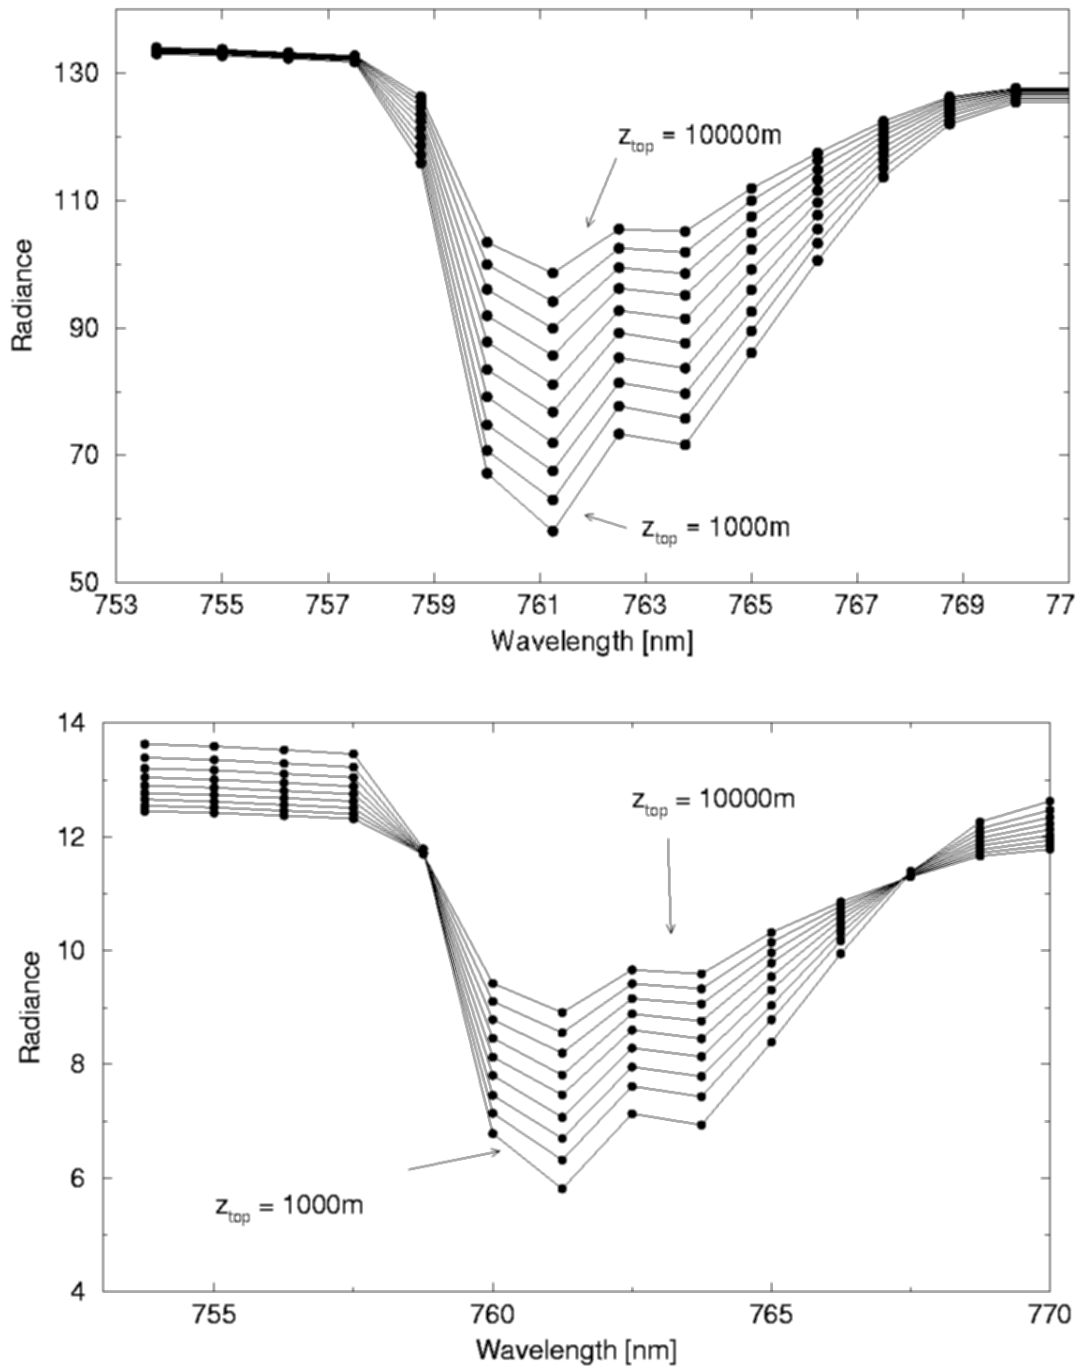 130
z_top = 10000m
110
Radiance
90
70
z_top = 1000m
50
753 755 757 759 761 763 765 767 769 77
Wavelength [nm]
14
z_top = 10000m
12
10
Radiance
8
6
z_top = 1000m
4
755 760 765 770
Wavelength [nm]